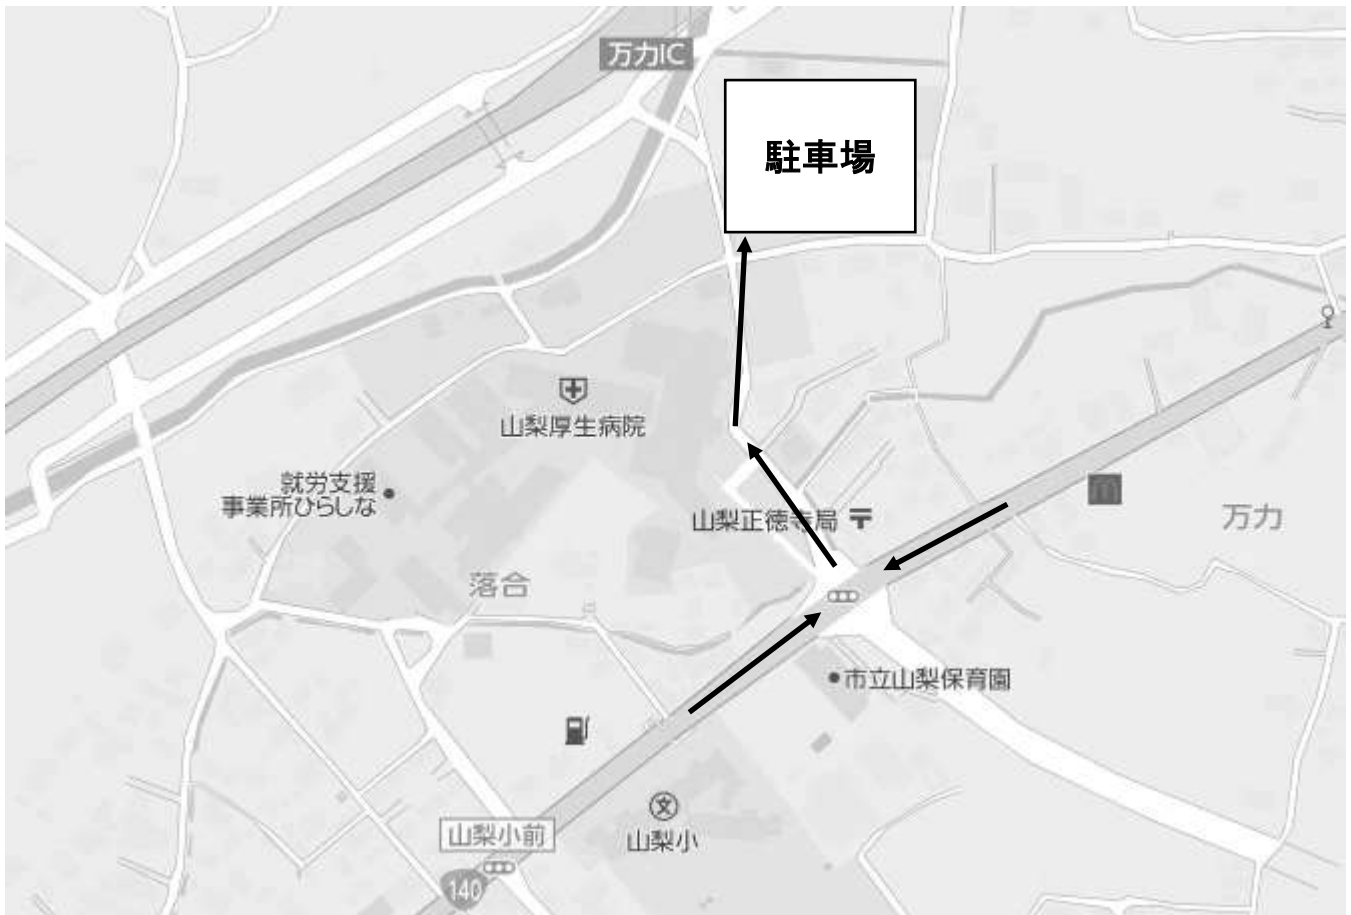 万力IC
駐車場
山梨厚生病院
就労支援
事業所ひらしな
山梨正徳寺局
万力
落合
市立山梨保育園
山梨小前
山梨小
140